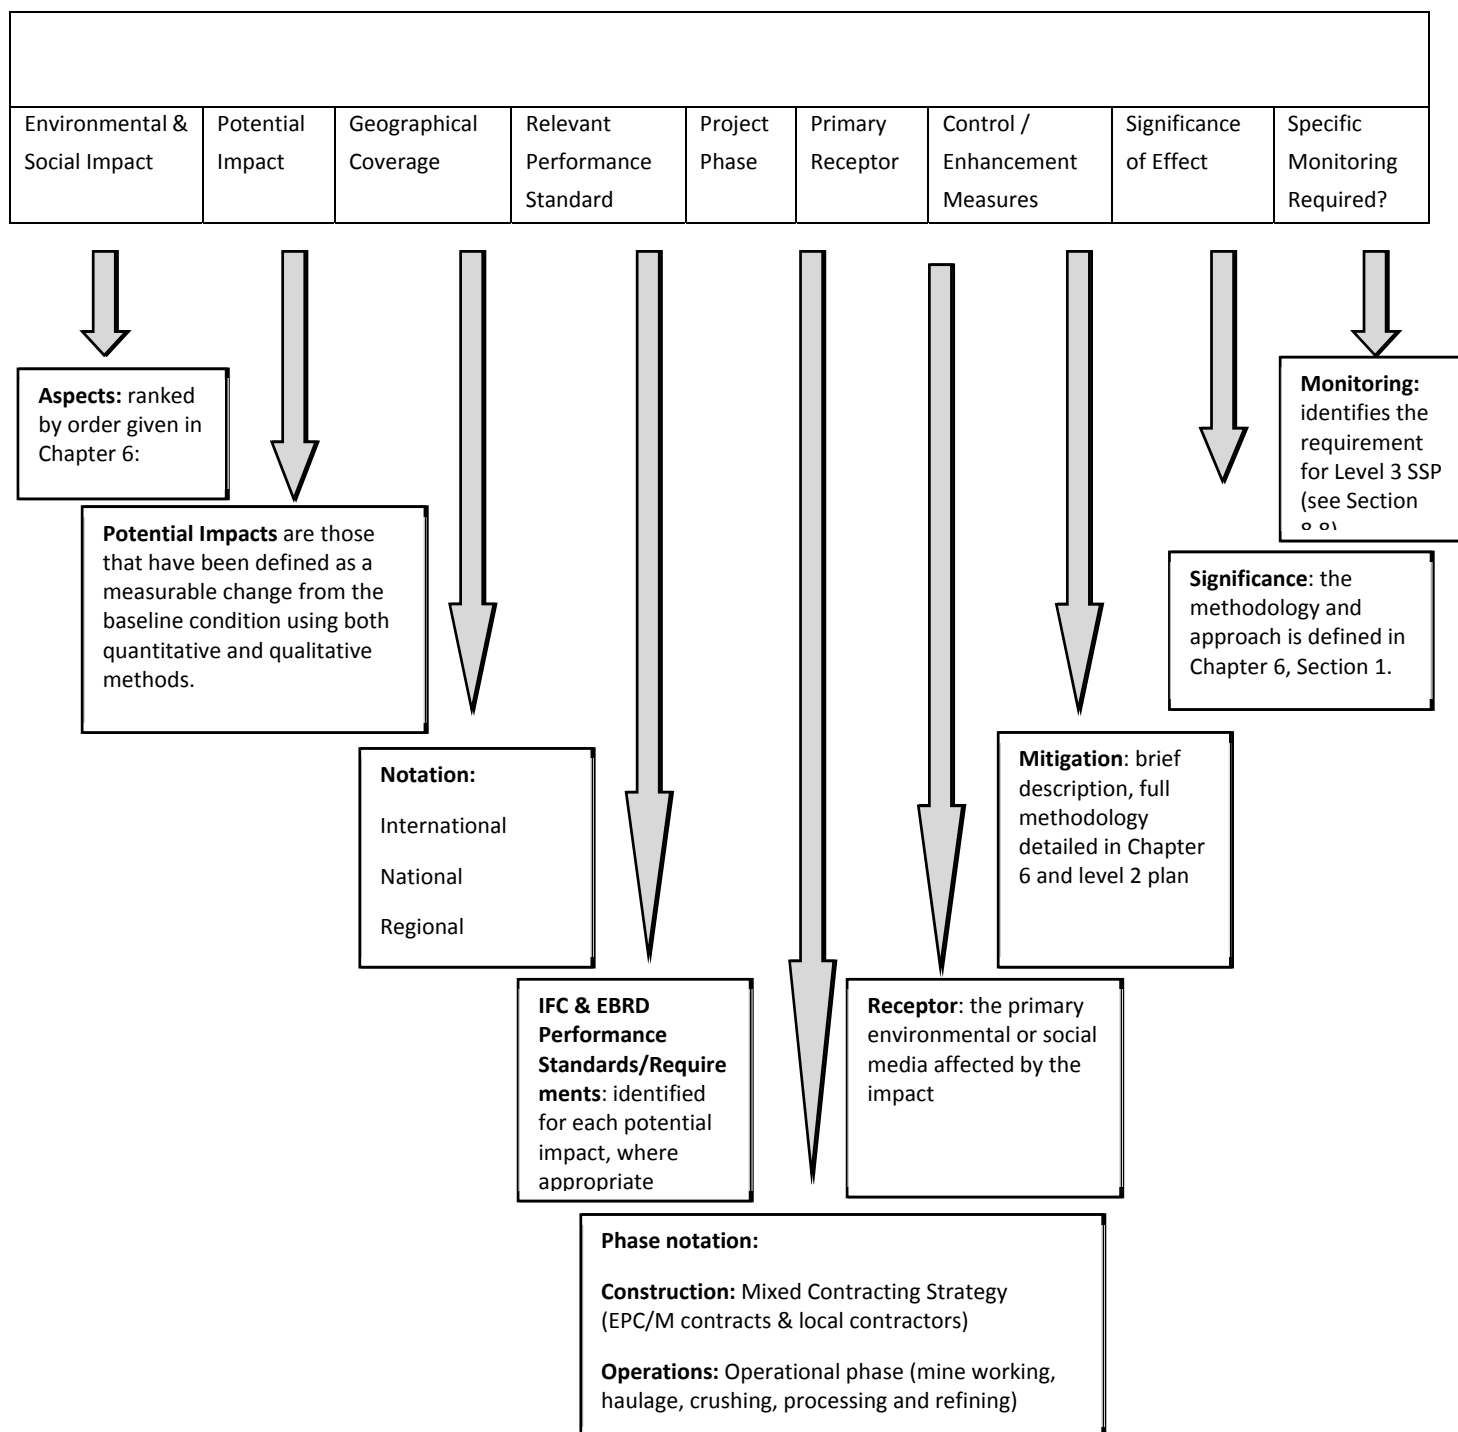 Environmental &
Social Impact
Potential
Impact
Geographical
Coverage
Relevant
Performance
Standard
Project
Phase
Primary
Receptor
Control /
Enhancement
Measures
Significance
of Effect
Specific
Monitoring
Required?
Aspects: ranked
by order given in
Chapter 6:
Monitoring:
identifies the
requirement
for Level 3 SSP
(see Section
8.8)
Potential Impacts are those
that have been defined as a
measurable change from the
baseline condition using both
quantitative and qualitative
methods.
Significance: the
methodology and
approach is defined in
Chapter 6, Section 1.
Notation:
International
National
Regional
Mitigation: brief
description, full
methodology
detailed in Chapter
6 and level 2 plan
IFC & EBRD
Performance
Standards/Require
ments: identified
for each potential
impact, where
appropriate
Receptor: the primary
environmental or social
media affected by the
impact
Phase notation:
Construction: Mixed Contracting Strategy
(EPC/M contracts & local contractors)
Operations: Operational phase (mine working,
haulage, crushing, processing and refining)